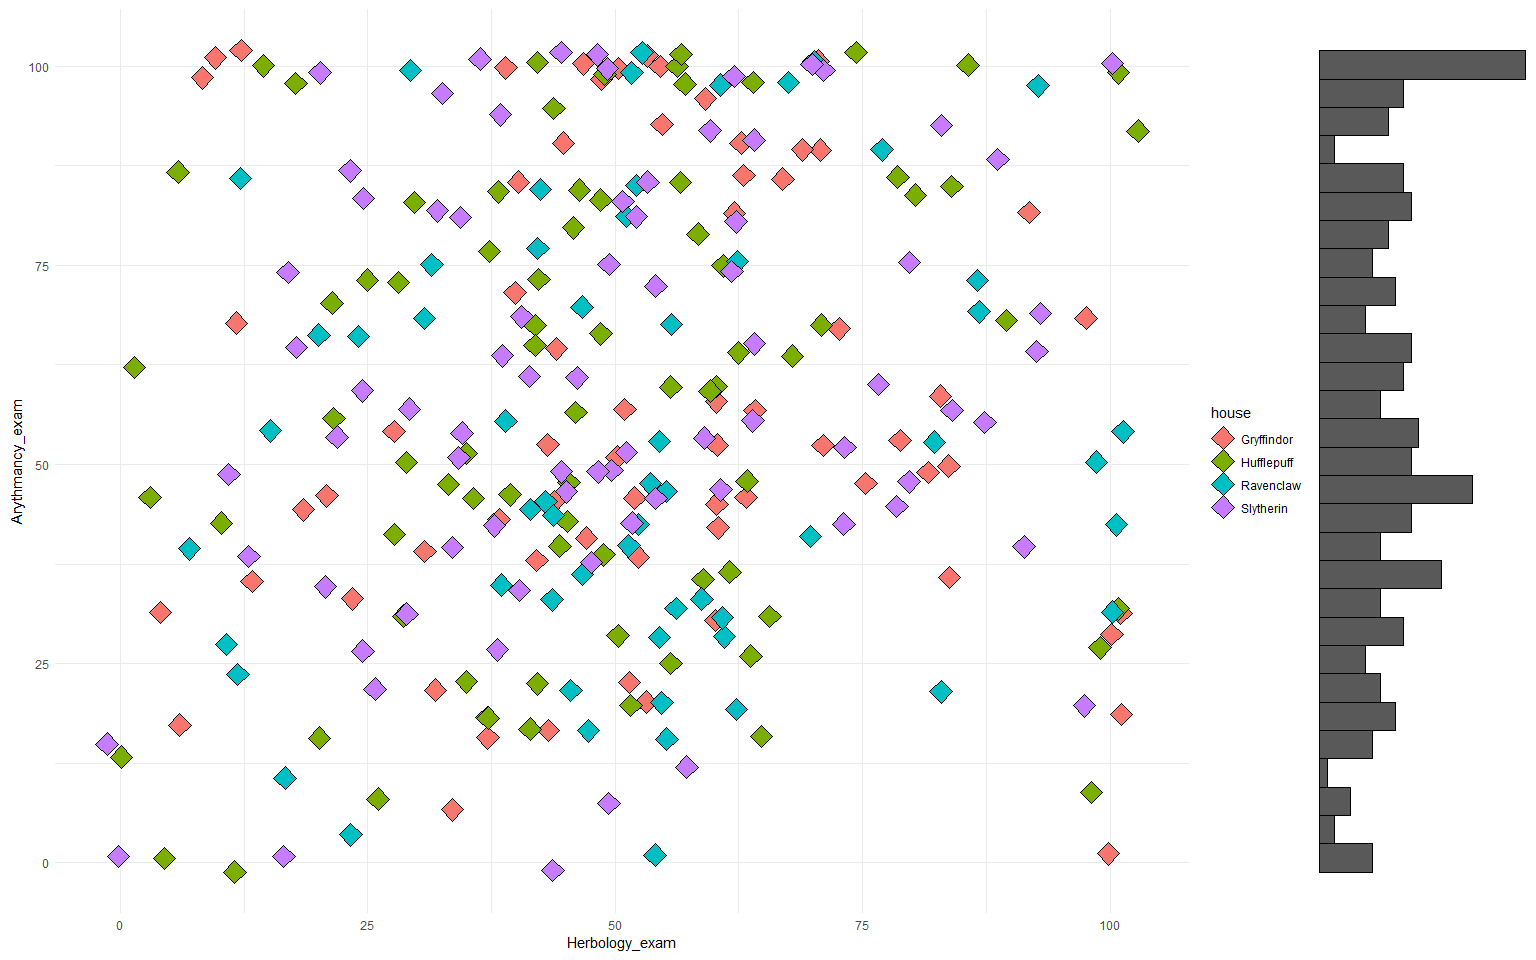 100
75
50
25
0
Arythmancy_exam
0 25 50 75 100
Herbology_exam
house
Gryffindor
Hufflepuff
Ravenclaw
Slytherin